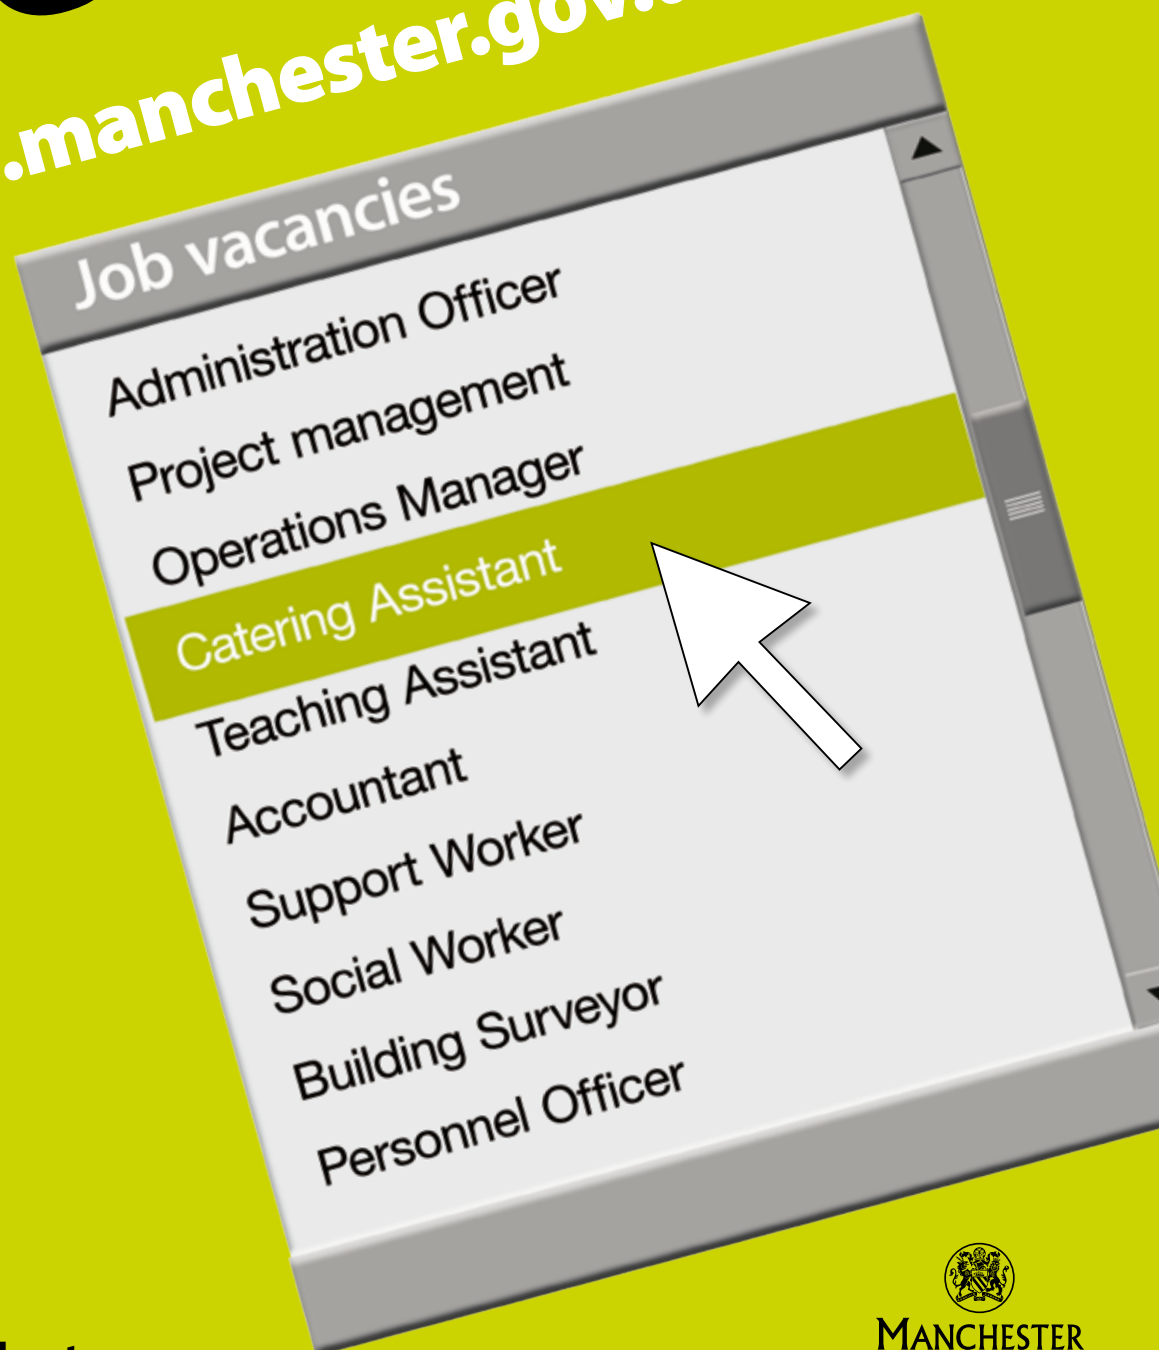 .manchester.gov.
Job vacancies
Administration Officer
Project management
Operations Manager
Catering Assistant
Teaching Assistant
Accountant
Support Worker
Social Worker
Building Surveyor
Personnel Officer
MANCHESTER